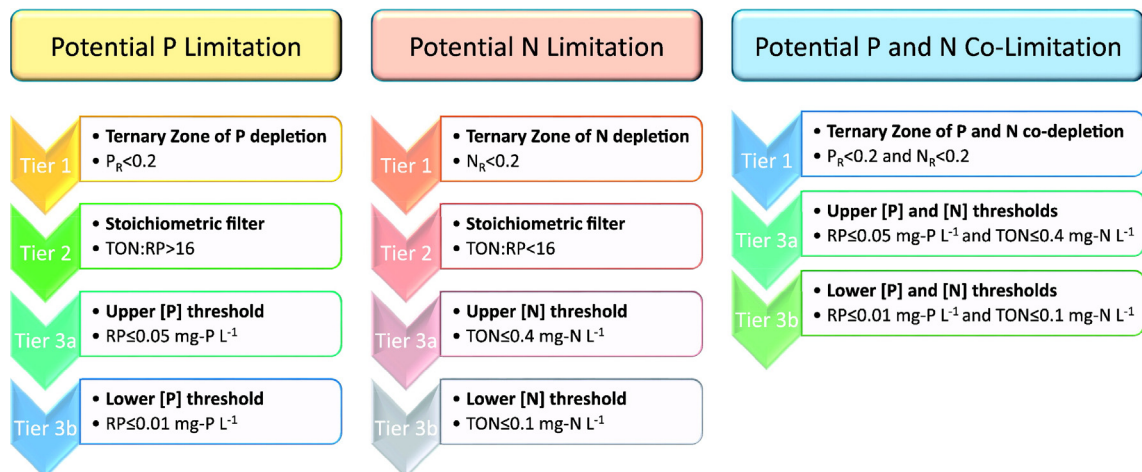 Potential P Limitation
Tier 1
• Ternary Zone of P depletion
• P_R<0.2
Tier 2
• Stoichiometric filter
• TON:RP>16
Tier 3a
• Upper [P] threshold
• RP≤0.05 mg-P L⁻¹
Tier 3b
• Lower [P] threshold
• RP≤0.01 mg-P L⁻¹
Potential N Limitation
Tier 1
• Ternary Zone of N depletion
• N_R<0.2
Tier 2
• Stoichiometric filter
• TON:RP<16
Tier 3a
• Upper [N] threshold
• TON≤0.4 mg-N L⁻¹
Tier 3b
• Lower [N] threshold
• TON≤0.1 mg-N L⁻¹
Potential P and N Co-Limitation
Tier 1
• Ternary Zone of P and N co-depletion
• P_R<0.2 and N_R<0.2
Tier 3a
• Upper [P] and [N] thresholds
• RP≤0.05 mg-P L⁻¹ and TON≤0.4 mg-N L⁻¹
Tier 3b
• Lower [P] and [N] thresholds
• RP≤0.01 mg-P L⁻¹ and TON≤0.1 mg-N L⁻¹